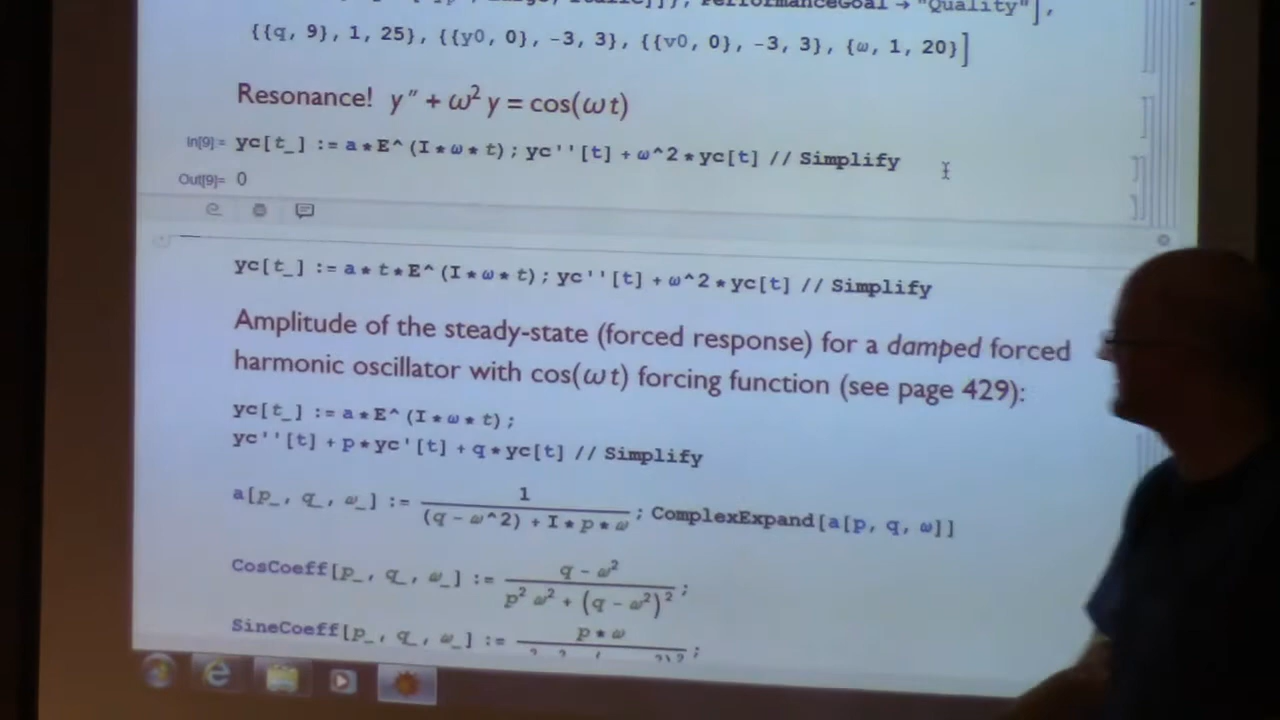 PerformanceGoal → "Quality"],
{{q, 9}, 1, 25}, {{y0, 0}, -3, 3}, {{v0, 0}, -3, 3}, {ω, 1, 20}]
Resonance! y″ + ω² y = cos(ω t)
In[9]= yc[t_] := a*E^(I*ω*t); yc''[t] + ω^2*yc[t] // Simplify
Out[9]= 0
yc[t_] := a*t*E^(I*ω*t); yc''[t] + ω^2*yc[t] // Simplify
Amplitude of the steady-state (forced response) for a damped forced
harmonic oscillator with cos(ω t) forcing function (see page 429):
yc[t_] := a*E^(I*ω*t);
yc''[t] + p*yc'[t] + q*yc[t] // Simplify
a[p_, q_, ω_] := 1 / ((q - ω^2) + I*p*ω); ComplexExpand[a[p, q, ω]]
CosCoeff[p_, q_, ω_] := (q - ω²) / (p² ω² + (q - ω²)²);
SineCoeff[p_, q_, ω_] := p*ω